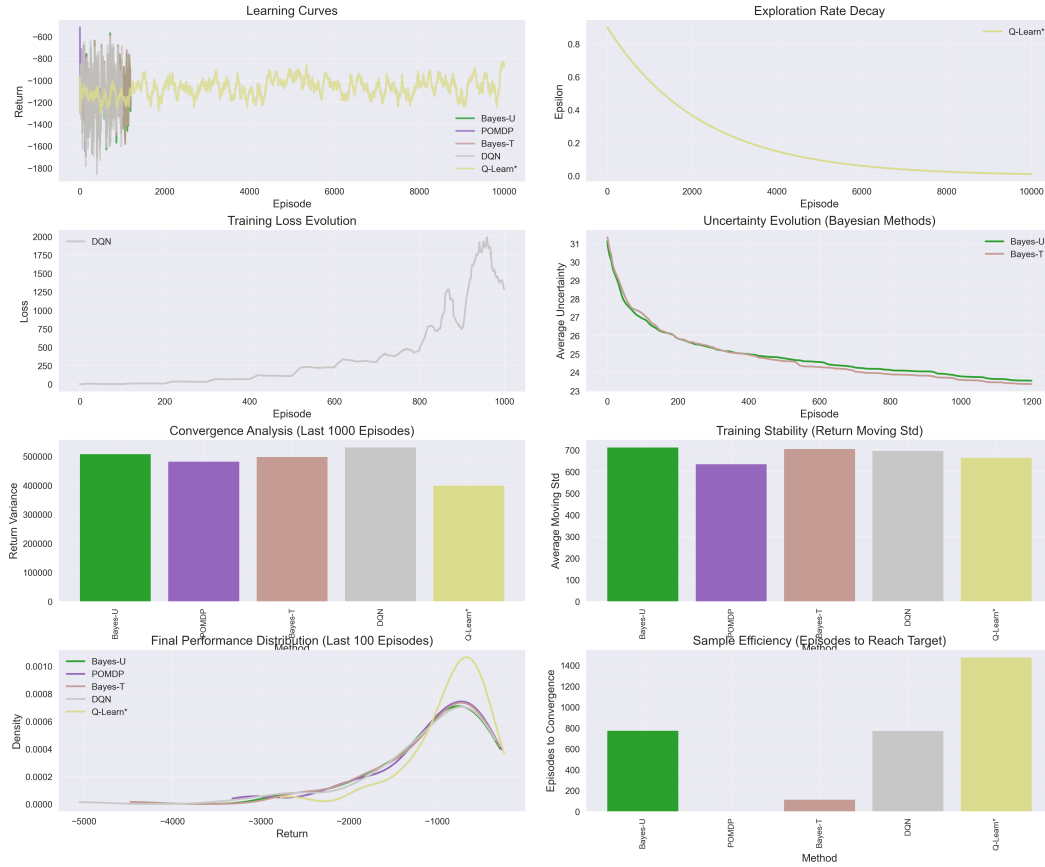 Learning Curves
−600
−800
−1000
−1200
−1400
−1600
−1800
Return
0
2000
4000
6000
8000
10000
Episode
Bayes-U
POMDP
Bayes-T
DQN
Q-Learn*
Exploration Rate Decay
0.8
0.6
0.4
0.2
0.0
Epsilon
0
2000
4000
6000
8000
10000
Episode
Q-Learn*
Training Loss Evolution
2000
1750
1500
1250
1000
750
500
250
0
Loss
0
200
400
600
800
1000
Episode
DQN
Uncertainty Evolution (Bayesian Methods)
31
30
29
28
27
26
25
24
23
Average Uncertainty
0
200
400
600
800
1000
1200
Episode
Bayes-U
Bayes-T
Convergence Analysis (Last 1000 Episodes)
500000
400000
300000
200000
100000
0
Return Variance
Bayes-U
POMDP
Bayes-T
DQN
Q-Learn*
Method
Training Stability (Return Moving Std)
700
600
500
400
300
200
100
0
Average Moving Std
Bayes-U
POMDP
Bayes-T
DQN
Q-Learn*
Method
Final Performance Distribution (Last 100 Episodes)
0.0010
0.0008
0.0006
0.0004
0.0002
0.0000
Density
−5000
−4000
−3000
−2000
−1000
Return
Bayes-U
POMDP
Bayes-T
DQN
Q-Learn*
Sample Efficiency (Episodes to Reach Target)
1400
1200
1000
800
600
400
200
0
Episodes to Convergence
Bayes-U
POMDP
Bayes-T
DQN
Q-Learn*
Method